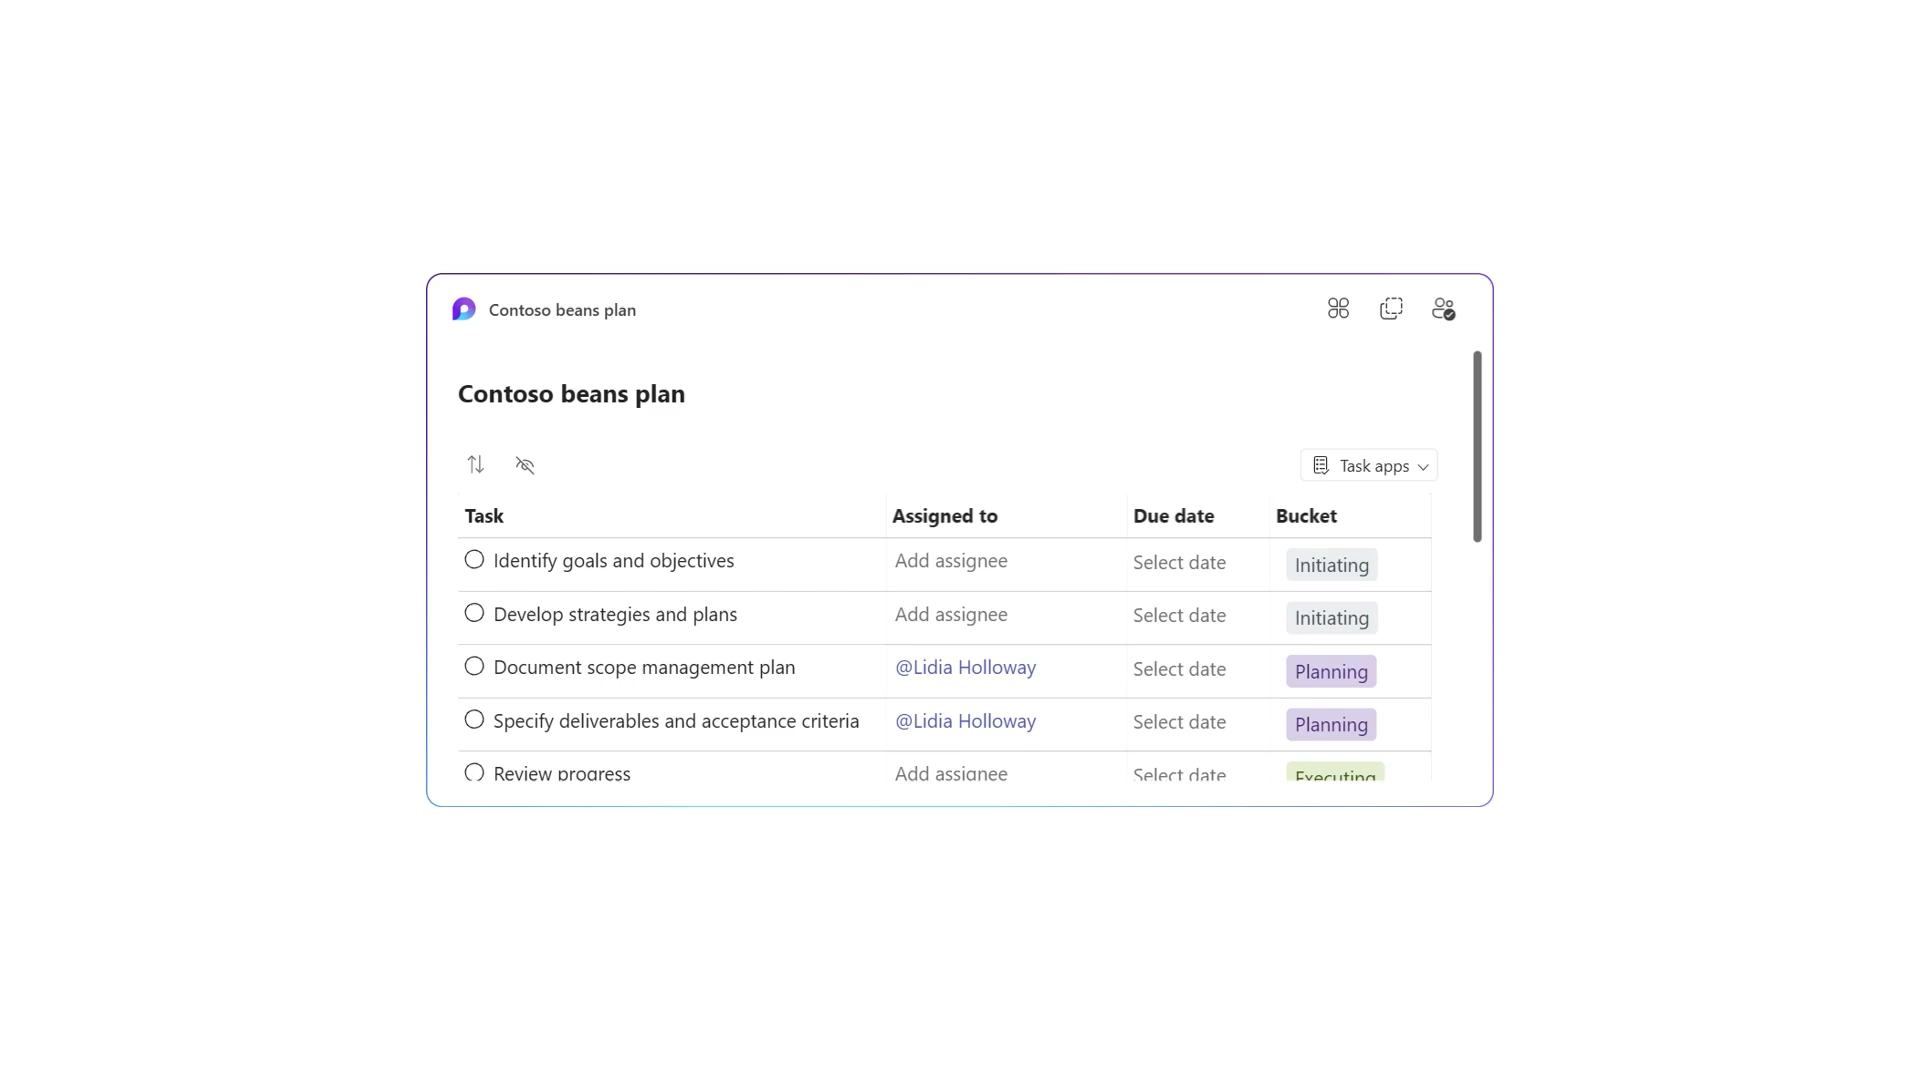 Contoso beans plan
Contoso beans plan
Task apps
Task Assigned to Due date Bucket
Identify goals and objectives Add assignee Select date Initiating
Develop strategies and plans Add assignee Select date Initiating
Document scope management plan @Lidia Holloway Select date Planning
Specify deliverables and acceptance criteria @Lidia Holloway Select date Planning
Review progress Add assignee Select date Executing